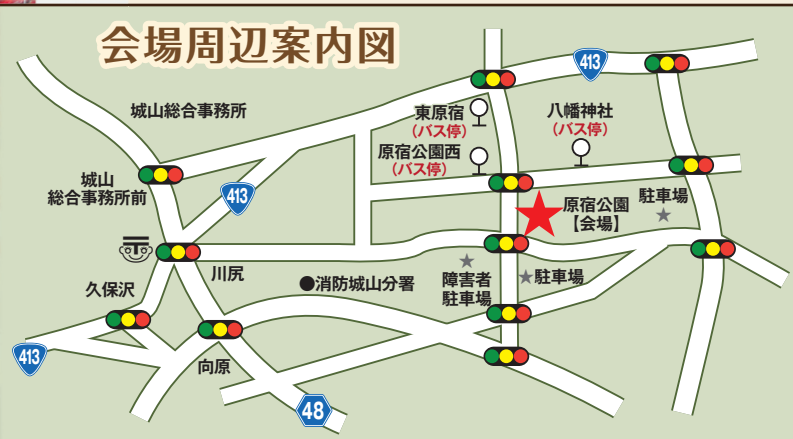 会場周辺案内図
413
城山総合事務所
東原宿
(バス停)
八幡神社
(バス停)
原宿公園西
(バス停)
城山
総合事務所前
413
原宿公園
【会場】
駐車場
★
川尻
★
障害者
駐車場
★駐車場
●消防城山分署
久保沢
413
向原
48